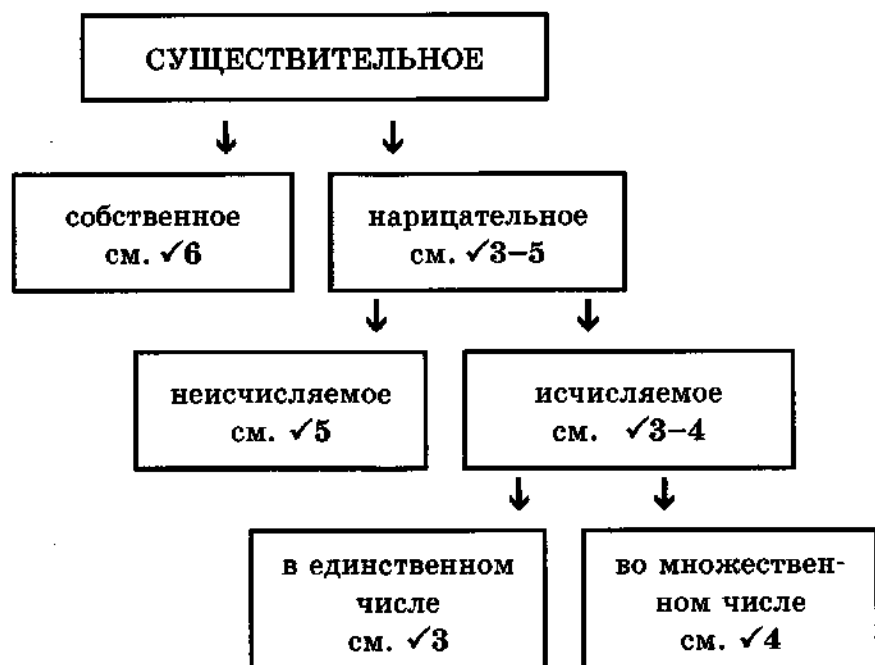 СУЩЕСТВИТЕЛЬНОЕ
собственное
см. ✓6
нарицательное
см. ✓3–5
неисчисляемое
см. ✓5
исчисляемое
см. ✓3–4
в единственном
числе
см. ✓3
во множествен-
ном числе
см. ✓4